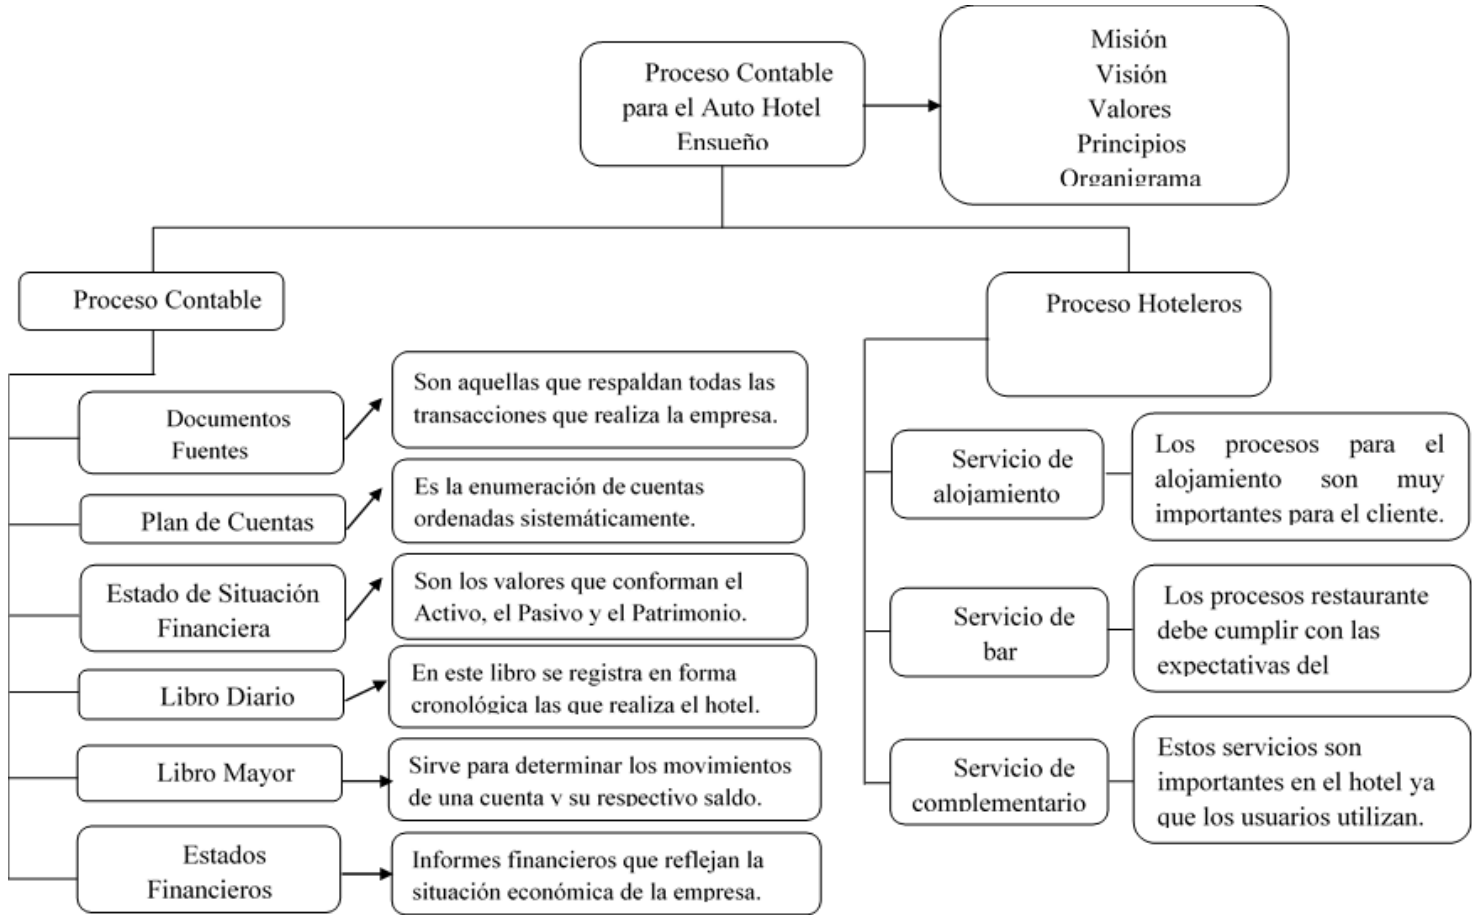 Proceso Contable
para el Auto Hotel
Ensueño
Misión
Visión
Valores
Principios
Organigrama
Proceso Contable
Documentos
Fuentes
Son aquellas que respaldan todas las
transacciones que realiza la empresa.
Plan de Cuentas
Es la enumeración de cuentas
ordenadas sistemáticamente.
Estado de Situación
Financiera
Son los valores que conforman el
Activo, el Pasivo y el Patrimonio.
Libro Diario
En este libro se registra en forma
cronológica las que realiza el hotel.
Libro Mayor
Sirve para determinar los movimientos
de una cuenta y su respectivo saldo.
Estados
Financieros
Informes financieros que reflejan la
situación económica de la empresa.
Proceso Hoteleros
Servicio de
alojamiento
Los procesos para el
alojamiento son muy
importantes para el cliente.
Servicio de
bar
Los procesos restaurante
debe cumplir con las
expectativas del
Servicio de
complementario
Estos servicios son
importantes en el hotel ya
que los usuarios utilizan.